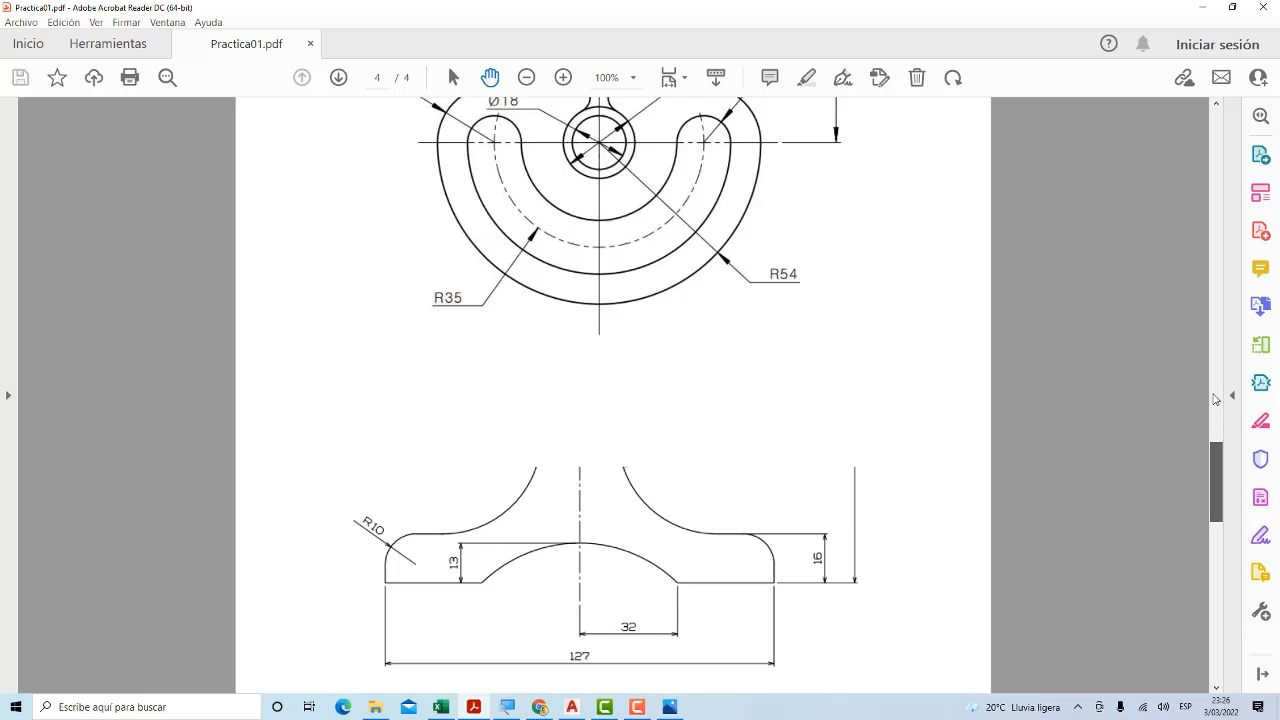 Practica01.pdf - Adobe Acrobat Reader DC (64-bit)
Archivo Edición Ver Firmar Ventana Ayuda
Inicio Herramientas Practica01.pdf × Iniciar sesión
4 / 4 100%
Ø18
R54
R35
R10
13
16
32
127
Escribe aquí para buscar
20°C Lluvia ligera ESP 23:26
3/03/2022